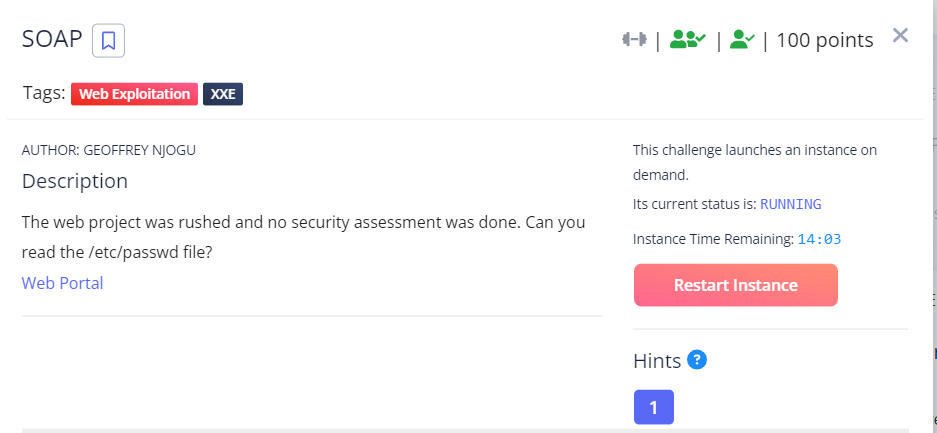 SOAP
| | | 100 points
Tags: Web Exploitation XXE
AUTHOR: GEOFFREY NJOGU
Description
The web project was rushed and no security assessment was done. Can you
read the /etc/passwd file?
Web Portal
This challenge launches an instance on
demand.
Its current status is: RUNNING
Instance Time Remaining: 14:03
Restart Instance
Hints ?
1